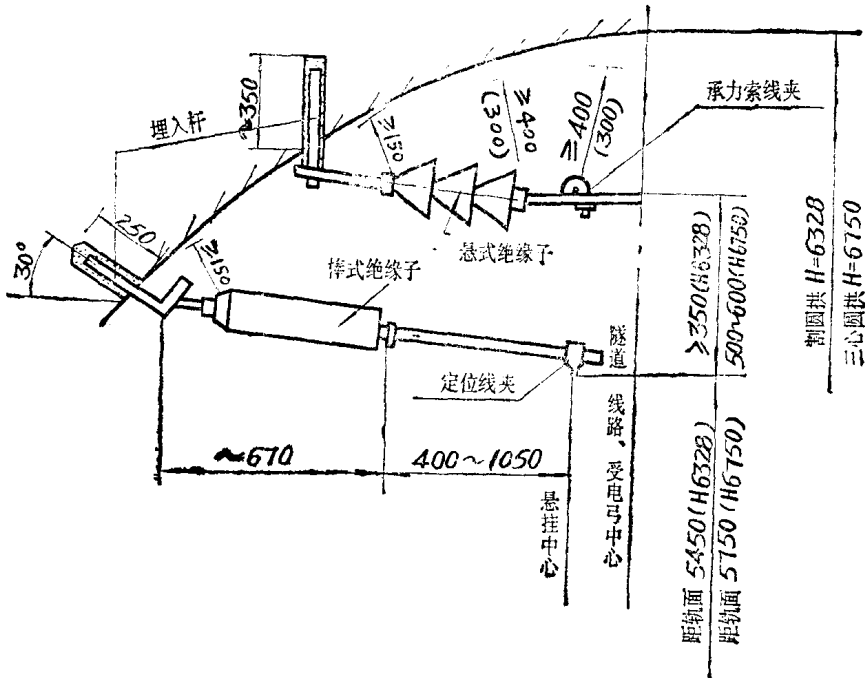 ~350
埋入杆
≥150
≥400
(300)
≥400
(300)
承力索线夹
250
30°
≥150
棒式绝缘子
悬式绝缘子
定位线夹
≥350(H6328)
500~600(H6750)
割圆拱 H=6328
三心圆拱 H=6750
~670
400~1050
悬挂中心
隧道
线路、受电弓中心
距轨面 5450(H6328)
距轨面 5750(H6750)